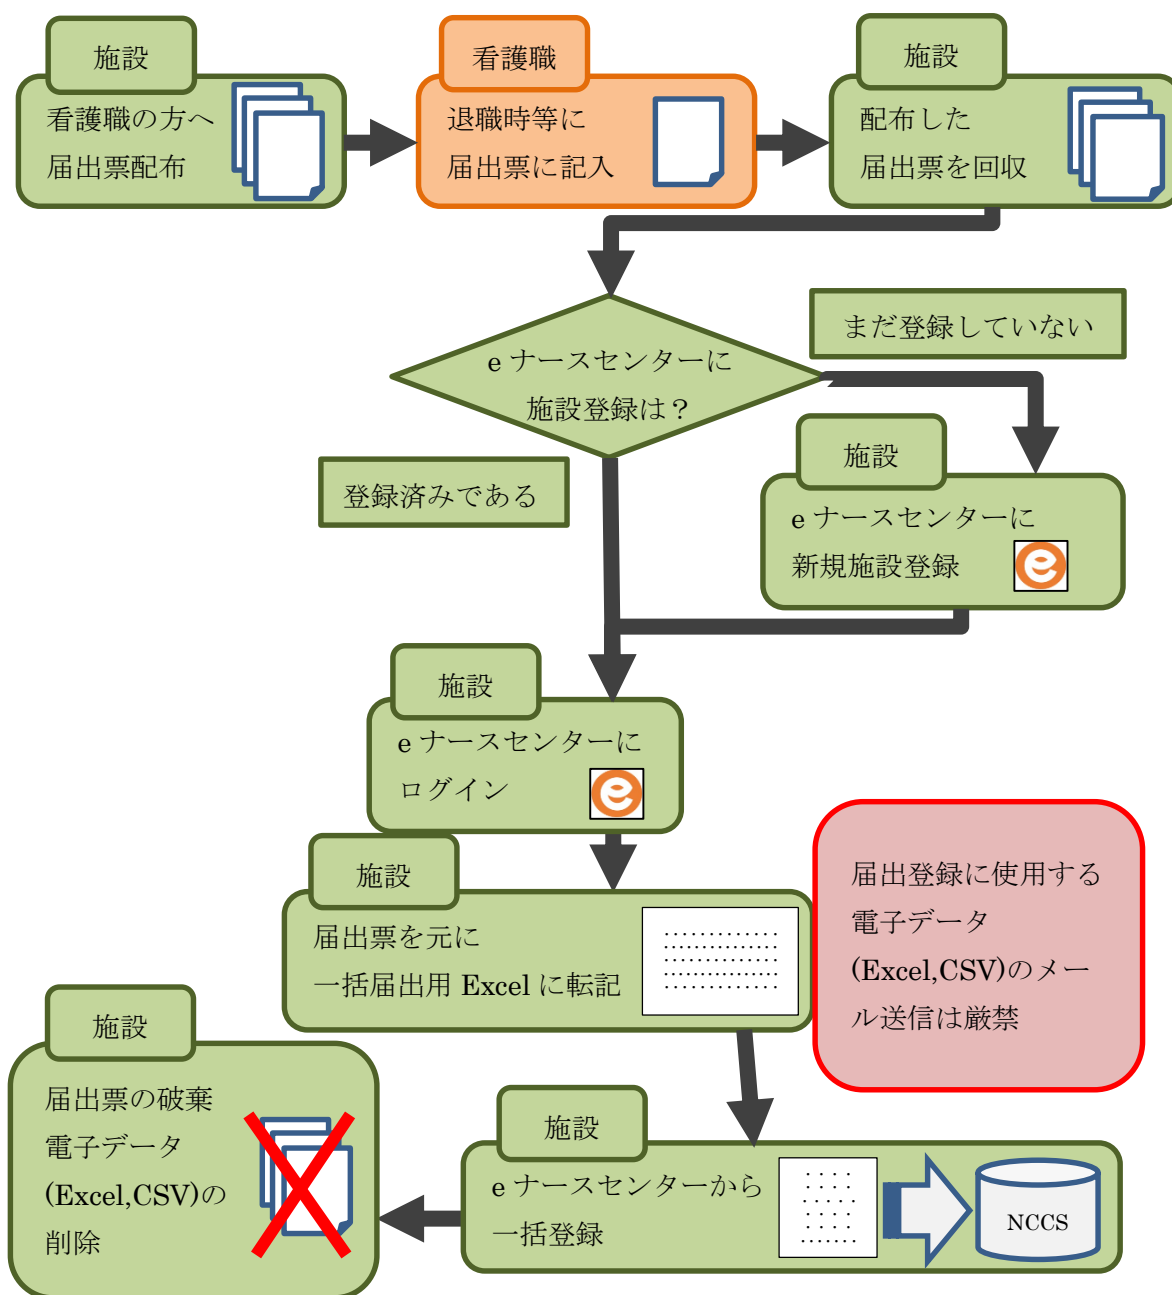 施設
看護職の方へ
届出票配布
看護職
退職時等に
届出票に記入
施設
配布した
届出票を回収
e ナースセンターに
施設登録は？
まだ登録していない
登録済みである
施設
e ナースセンターに
新規施設登録
施設
e ナースセンターに
ログイン
施設
届出票を元に
一括届出用 Excel に転記
届出登録に使用する
電子データ
(Excel,CSV)のメー
ル送信は厳禁
施設
e ナースセンターから
一括登録
NCCS
施設
届出票の破棄
電子データ
(Excel,CSV)の
削除